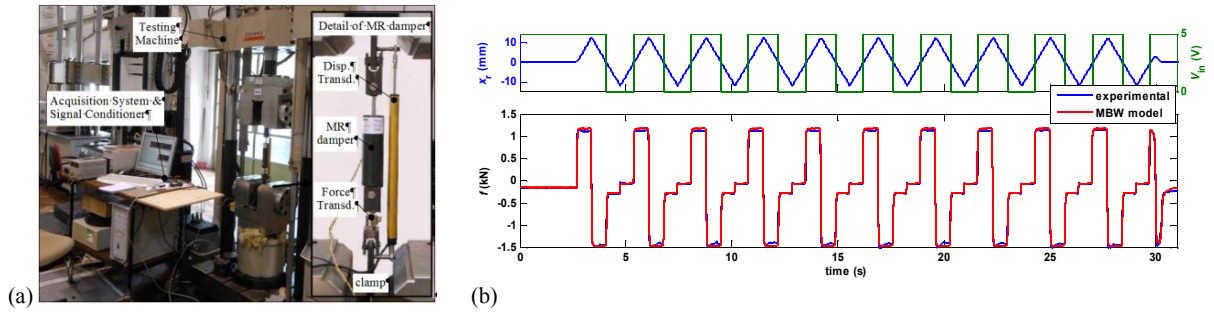 Testing¶
Machine¶
Detail·of·MR·damper¶
Disp.¶
Transd.¶
Acquisition·System·&
Signal·Conditioner¶
MR¶
damper¶
Force¶
Transd.¶
clamp¶
(a)
(b)
x_r (mm)
10
0
-10
5
0
V_in (V)
experimental
MBW model
f (kN)
1.5
1
0.5
0
-0.5
-1
-1.5
0 5 10 15 20 25 30
time (s)